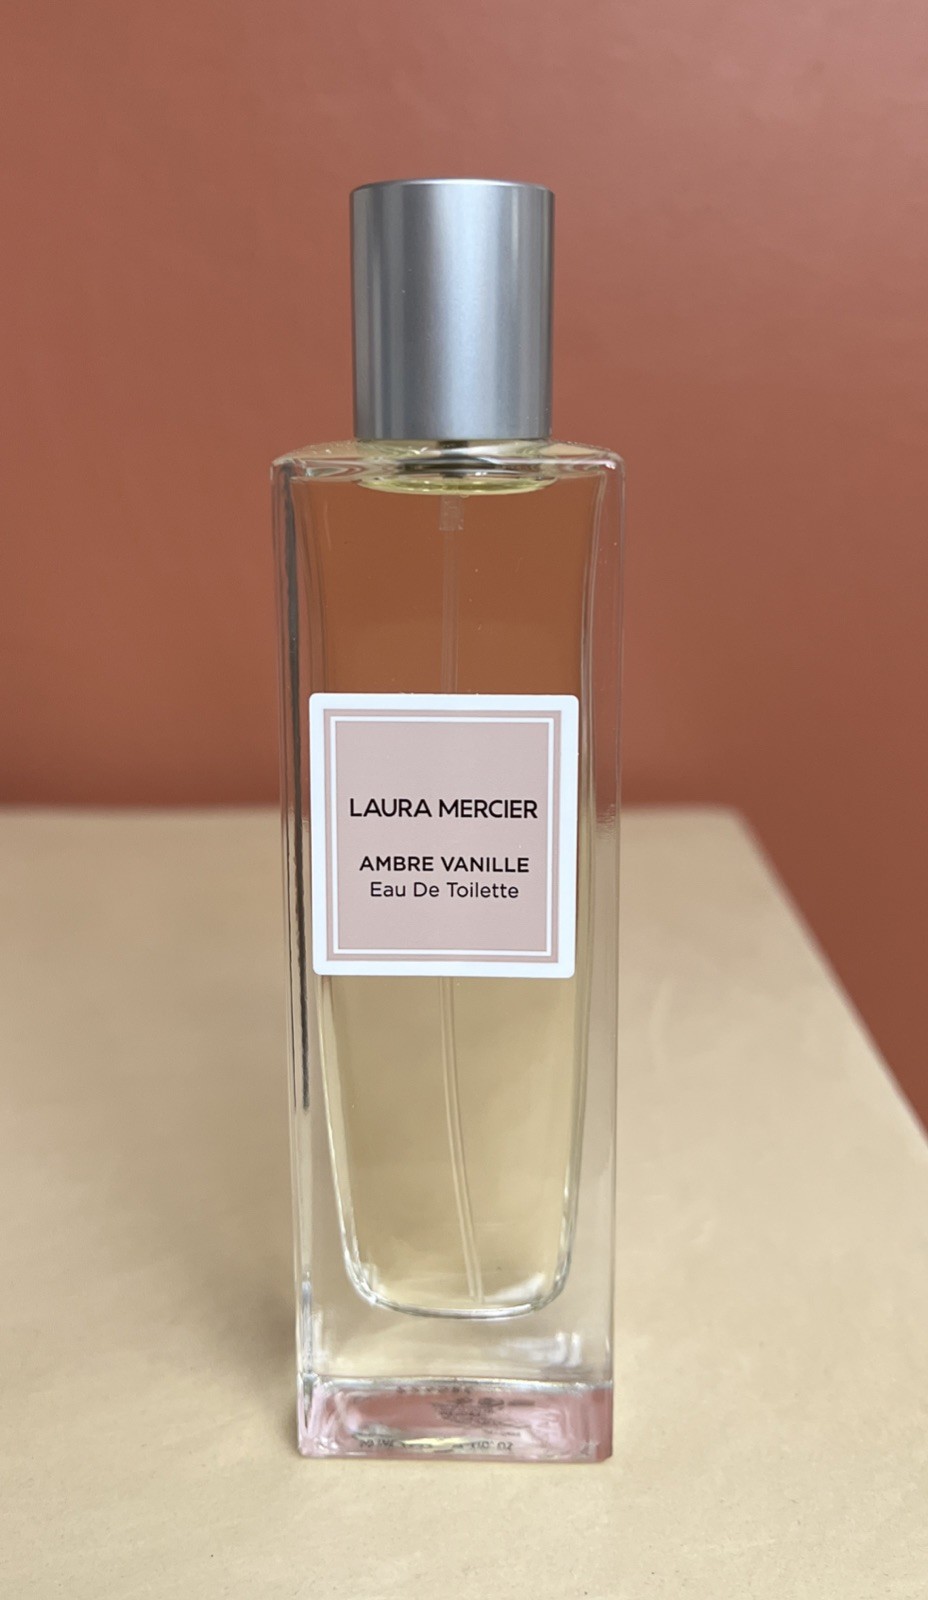 LAURA MERCIER
AMBRE VANILLE
Eau De Toilette